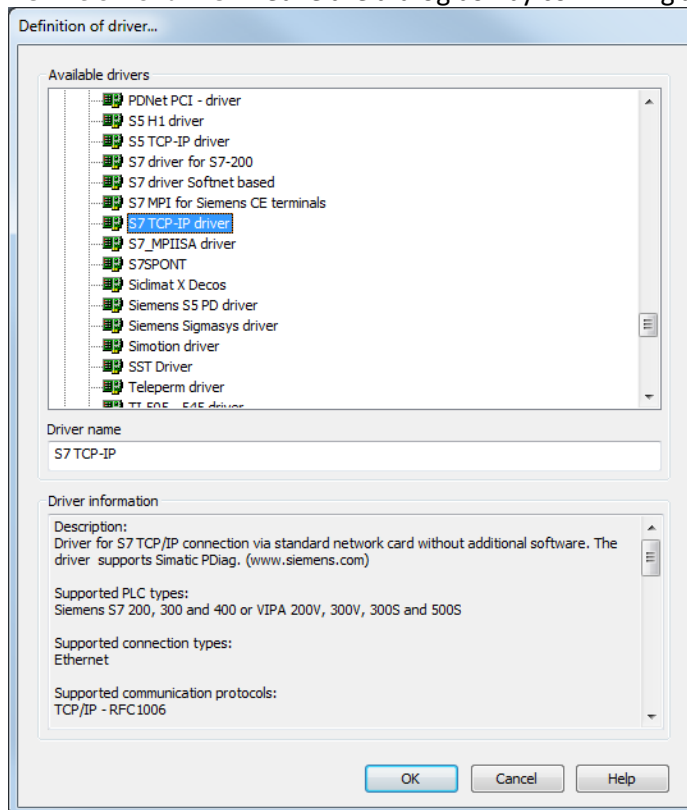 Definition of driver...
Available drivers
PDNet PCI - driver
S5 H1 driver
S5 TCP-IP driver
S7 driver for S7-200
S7 driver Softnet based
S7 MPI for Siemens CE terminals
S7 TCP-IP driver
S7_MPIISA driver
S7SPONT
Siclimat X Decos
Siemens S5 PD driver
Siemens Sigmasys driver
Simotion driver
SST Driver
Teleperm driver
Driver name
S7 TCP-IP
Driver information
Description:
Driver for S7 TCP/IP connection via standard network card without additional software. The
driver supports Simatic PDiag. (www.siemens.com)
Supported PLC types:
Siemens S7 200, 300 and 400 or VIPA 200V, 300V, 300S and 500S
Supported connection types:
Ethernet
Supported communication protocols:
TCP/IP - RFC1006
OK Cancel Help